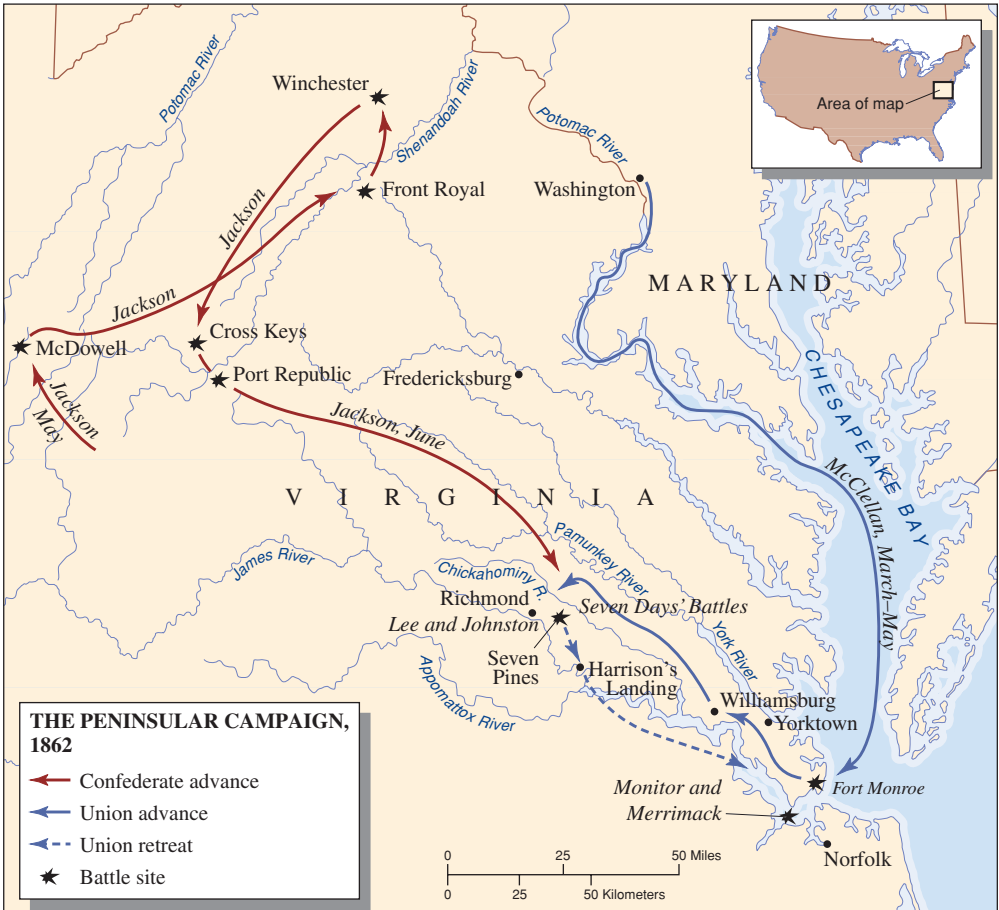 Potomac River
Winchester
Shenandoah River
Potomac River
Area of map
Front Royal
Washington
Jackson
MARYLAND
Jackson
Cross Keys
McDowell
Port Republic
Fredericksburg
CHESAPEAKE BAY
Jackson
May
Jackson, June
McClellan, March–May
VIRGINIA
James River
Pamunkey River
Chickahominy R.
Richmond
Lee and Johnston
Seven Days' Battles
Seven
Pines
York River
Harrison's
Landing
Appomattox River
Williamsburg
Yorktown
Fort Monroe
Monitor and
Merrimack
Norfolk
THE PENINSULAR CAMPAIGN,
1862
Confederate advance
Union advance
Union retreat
Battle site
0 25 50 Miles
0 25 50 Kilometers